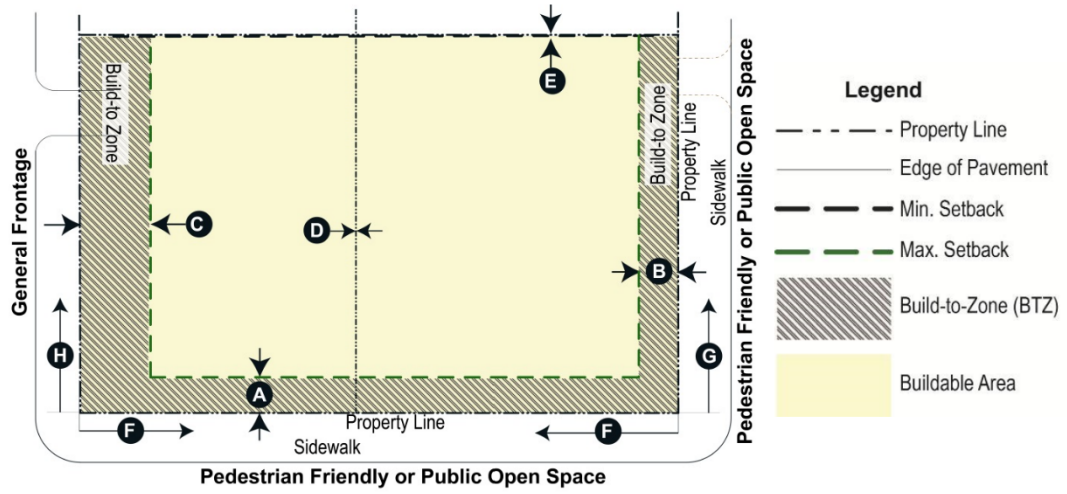 E
Build-to Zone
Build-to Zone
Property Line
Sidewalk
Pedestrian Friendly or Public Open Space
General Frontage
C
D
B
H
G
A
F
F
Property Line
Sidewalk
Pedestrian Friendly or Public Open Space
Legend
Property Line
Edge of Pavement
Min. Setback
Max. Setback
Build-to-Zone (BTZ)
Buildable Area